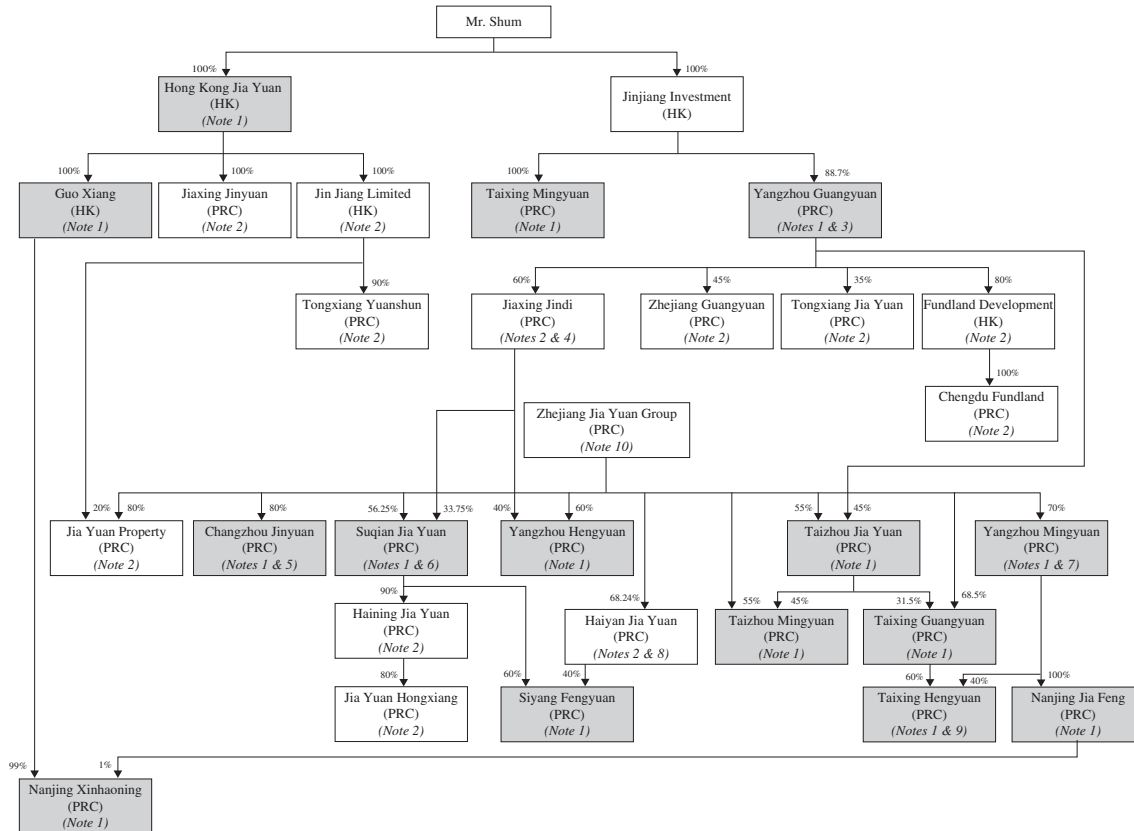 Mr. Shum
100%
100%
Hong Kong Jia Yuan
(HK)
(Note 1)
Jinjiang Investment
(HK)
100%
100%
100%
100%
88.7%
Guo Xiang
(HK)
(Note 1)
Jiaxing Jinyuan
(PRC)
(Note 2)
Jin Jiang Limited
(HK)
(Note 2)
Taixing Mingyuan
(PRC)
(Note 1)
Yangzhou Guangyuan
(PRC)
(Notes 1 & 3)
90%
60%
45%
35%
80%
Tongxiang Yuanshun
(PRC)
(Note 2)
Jiaxing Jindi
(PRC)
(Notes 2 & 4)
Zhejiang Guangyuan
(PRC)
(Note 2)
Tongxiang Jia Yuan
(PRC)
(Note 2)
Fundland Development
(HK)
(Note 2)
100%
Chengdu Fundland
(PRC)
(Note 2)
Zhejiang Jia Yuan Group
(PRC)
(Note 10)
20%
80%
80%
56.25%
33.75%
40%
60%
55%
45%
70%
Jia Yuan Property
(PRC)
(Note 2)
Changzhou Jinyuan
(PRC)
(Notes 1 & 5)
Suqian Jia Yuan
(PRC)
(Notes 1 & 6)
Yangzhou Hengyuan
(PRC)
(Note 1)
Taizhou Jia Yuan
(PRC)
(Note 1)
Yangzhou Mingyuan
(PRC)
(Notes 1 & 7)
90%
68.24%
55%
45%
31.5%
68.5%
Haining Jia Yuan
(PRC)
(Note 2)
Haiyan Jia Yuan
(PRC)
(Notes 2 & 8)
Taizhou Mingyuan
(PRC)
(Note 1)
Taixing Guangyuan
(PRC)
(Note 1)
80%
60%
40%
60%
40%
100%
Jia Yuan Hongxiang
(PRC)
(Note 2)
Siyang Fengyuan
(PRC)
(Note 1)
Taixing Hengyuan
(PRC)
(Notes 1 & 9)
Nanjing Jia Feng
(PRC)
(Note 1)
99%
1%
Nanjing Xinhaoning
(PRC)
(Note 1)